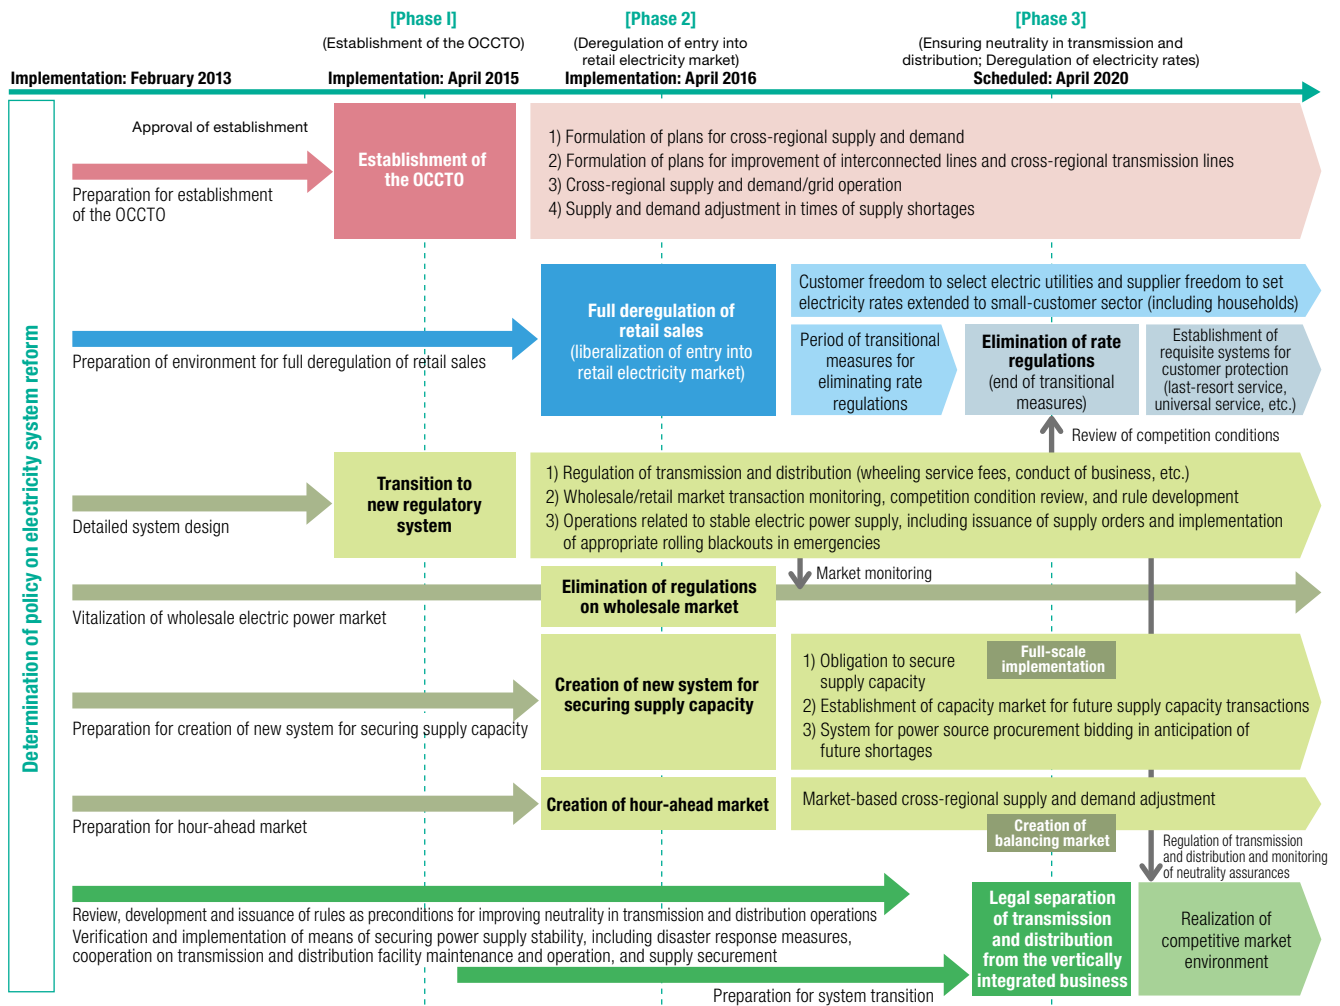 [Phase I]
(Establishment of the OCCTO)
[Phase 2]
(Deregulation of entry into
retail electricity market)
[Phase 3]
(Ensuring neutrality in transmission and
distribution; Deregulation of electricity rates)
Implementation: February 2013
Implementation: April 2015
Implementation: April 2016
Scheduled: April 2020
Determination of policy on electricity system reform
Approval of establishment
Preparation for establishment
of the OCCTO
Establishment of
the OCCTO
1) Formulation of plans for cross-regional supply and demand
2) Formulation of plans for improvement of interconnected lines and cross-regional transmission lines
3) Cross-regional supply and demand/grid operation
4) Supply and demand adjustment in times of supply shortages
Preparation of environment for full deregulation of retail sales
Full deregulation of
retail sales
(liberalization of entry into
retail electricity market)
Customer freedom to select electric utilities and supplier freedom to set
electricity rates extended to small-customer sector (including households)
Period of transitional
measures for
eliminating rate
regulations
Elimination of rate
regulations
(end of transitional
measures)
Establishment of
requisite systems for
customer protection
(last-resort service,
universal service, etc.)
Review of competition conditions
Detailed system design
Transition to
new regulatory
system
1) Regulation of transmission and distribution (wheeling service fees, conduct of business, etc.)
2) Wholesale/retail market transaction monitoring, competition condition review, and rule development
3) Operations related to stable electric power supply, including issuance of supply orders and implementation
of appropriate rolling blackouts in emergencies
Market monitoring
Vitalization of wholesale electric power market
Elimination of regulations
on wholesale market
Preparation for creation of new system for securing supply capacity
Creation of new system for
securing supply capacity
Full-scale
implementation
1) Obligation to secure
supply capacity
2) Establishment of capacity market for future supply capacity transactions
3) System for power source procurement bidding in anticipation of
future shortages
Preparation for hour-ahead market
Creation of hour-ahead market
Market-based cross-regional supply and demand adjustment
Creation of
balancing market
Regulation of transmission
and distribution and monitoring
of neutrality assurances
Review, development and issuance of rules as preconditions for improving neutrality in transmission and distribution operations
Verification and implementation of means of securing power supply stability, including disaster response measures,
cooperation on transmission and distribution facility maintenance and operation, and supply securement
Preparation for system transition
Legal separation
of transmission
and distribution
from the vertically
integrated business
Realization of
competitive market
environment